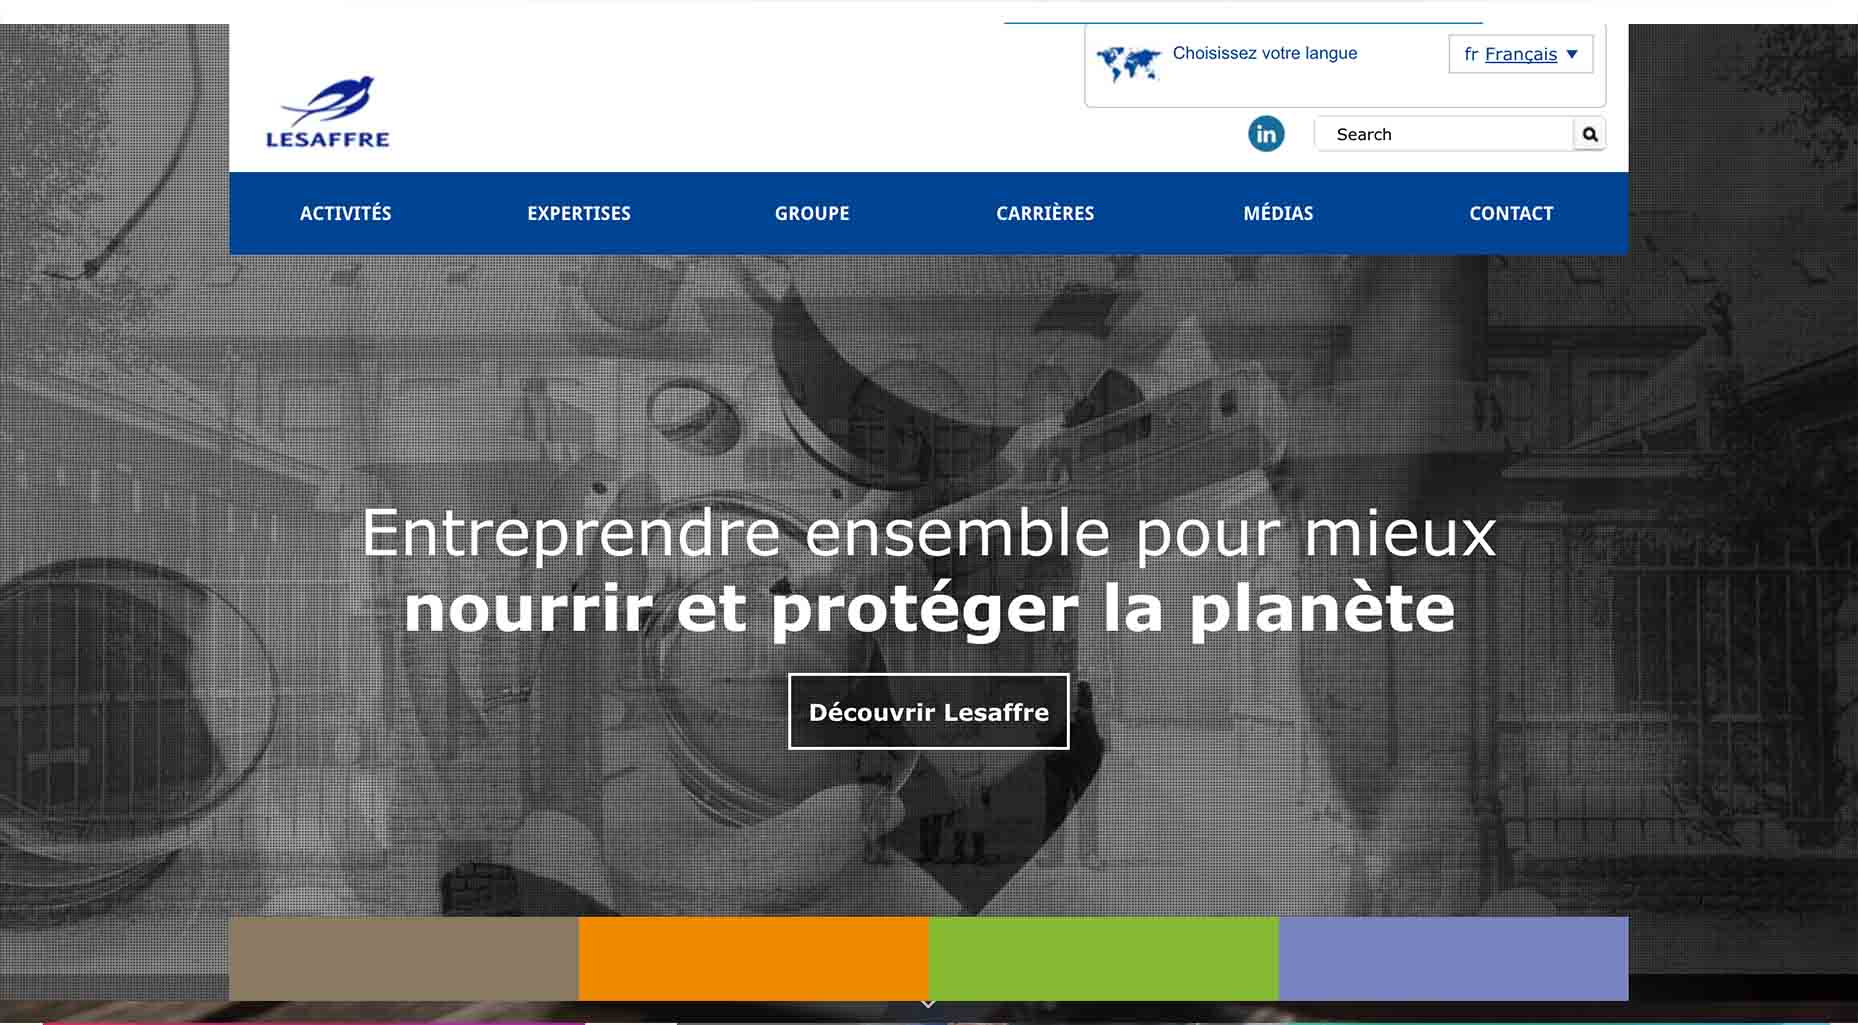 Choisissez votre langue
fr Français
LESAFFRE
in
Search
ACTIVITÉS
EXPERTISES
GROUPE
CARRIÈRES
MÉDIAS
CONTACT
Entreprendre ensemble pour mieux
nourrir et protéger la planète
Découvrir Lesaffre